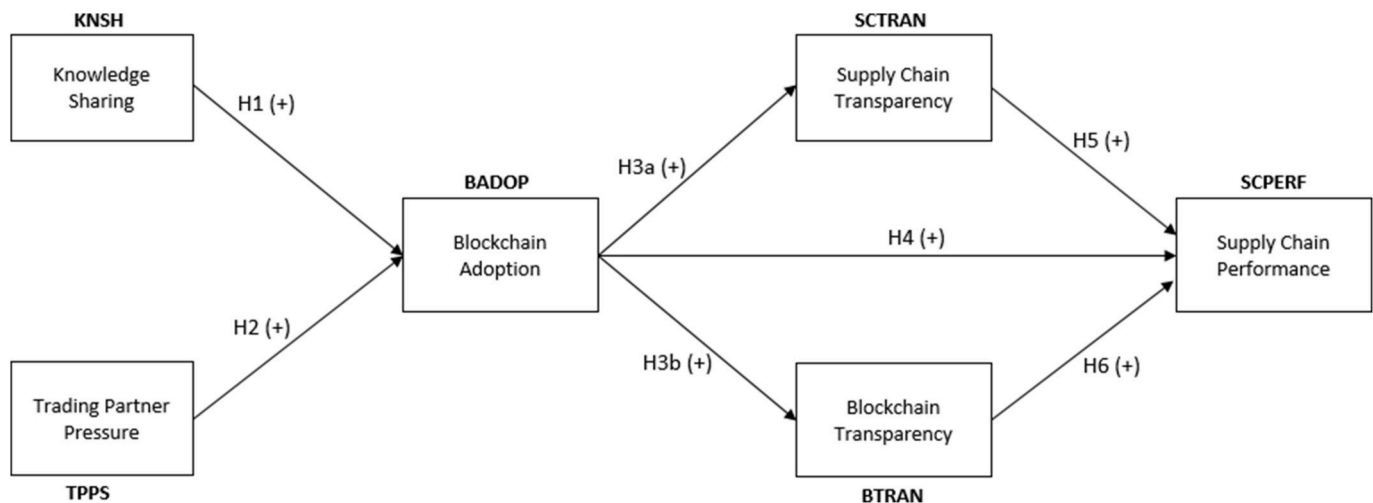 KNSH
Knowledge
Sharing
H1 (+)
Trading Partner
Pressure
TPPS
H2 (+)
BADOP
Blockchain
Adoption
H3a (+)
H4 (+)
H3b (+)
SCTRAN
Supply Chain
Transparency
Blockchain
Transparency
BTRAN
H5 (+)
H6 (+)
SCPERF
Supply Chain
Performance